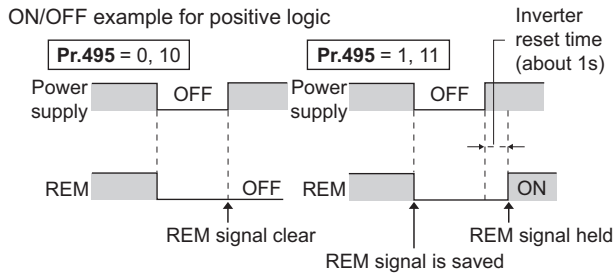 ON/OFF example for positive logic
Pr.495 = 0, 10
Pr.495 = 1, 11
Inverter
reset time
(about 1s)
Power
supply
OFF
Power
supply
OFF
REM
OFF
REM
ON
REM signal clear
REM signal held
REM signal is saved